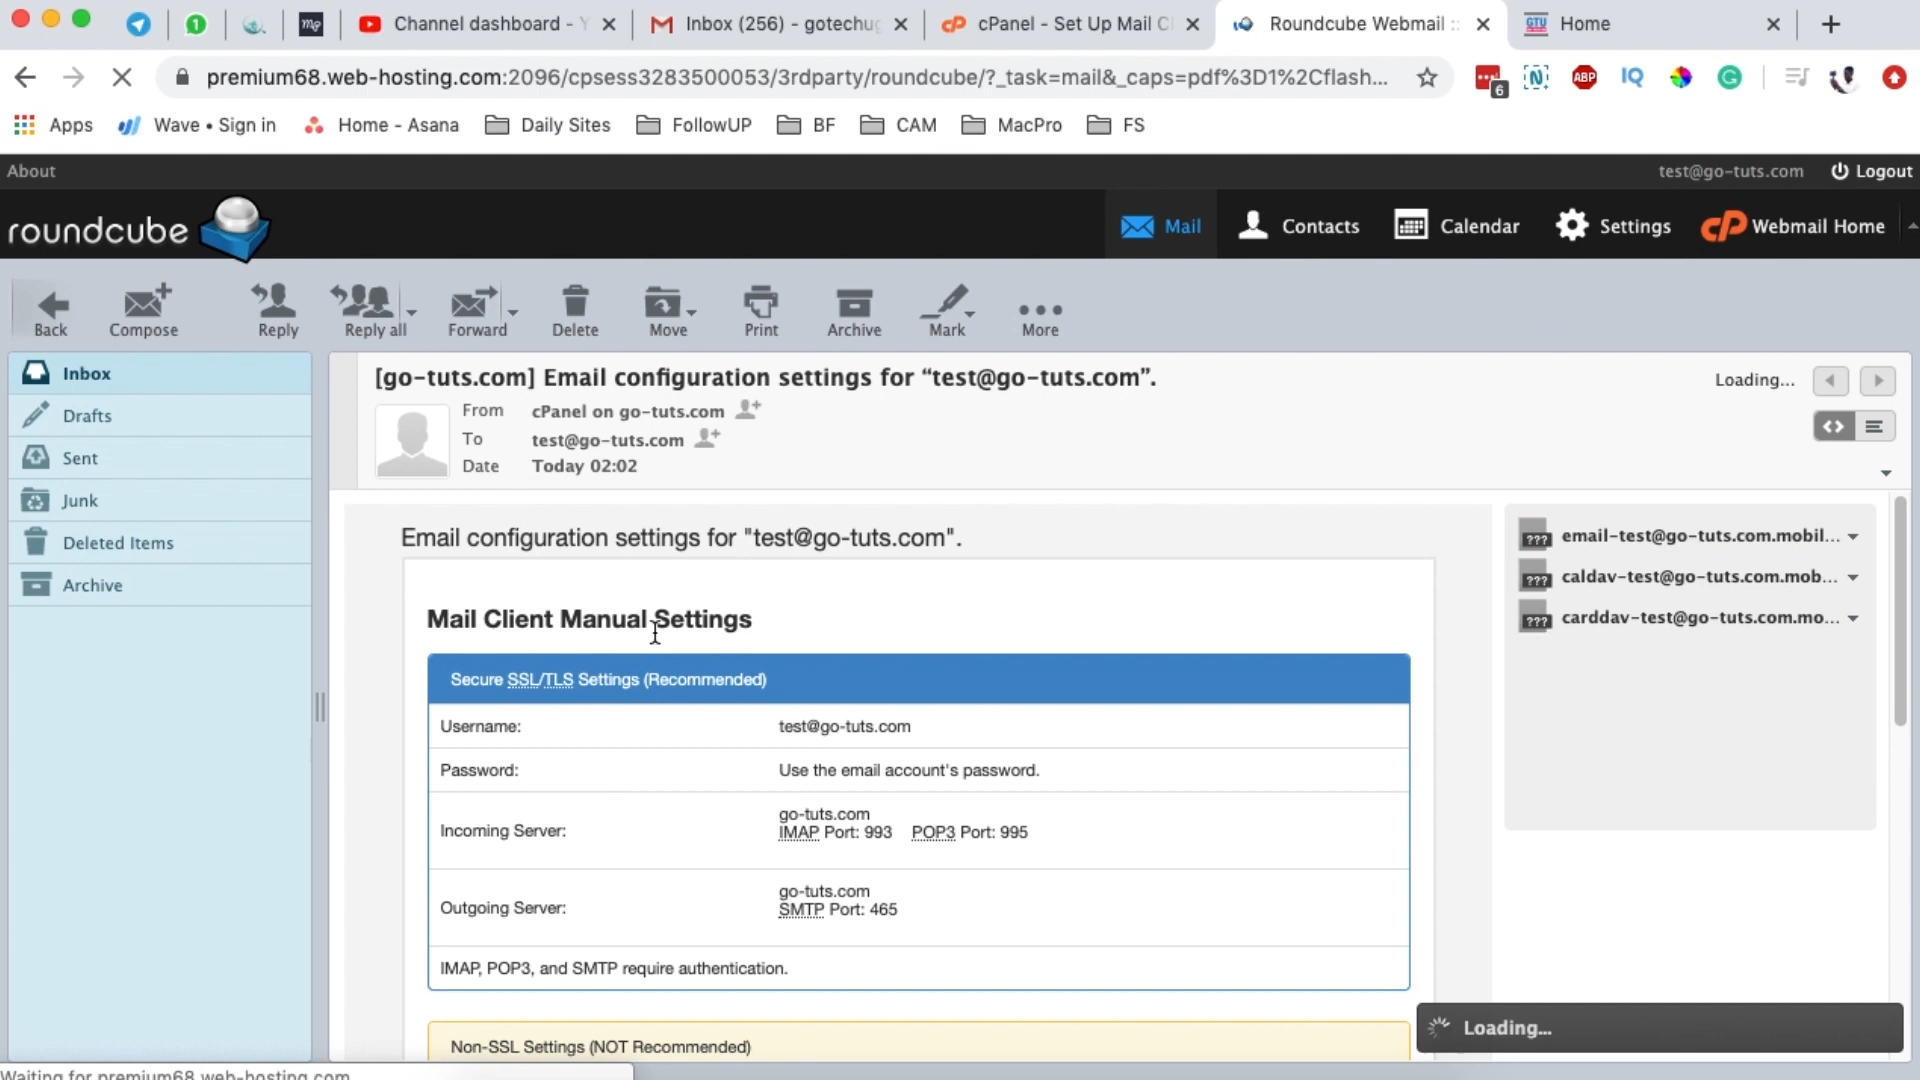 Channel dashboard - Y
Inbox (256) - gotechug
cPanel - Set Up Mail Cl
Roundcube Webmail ::
GTU Home
premium68.web-hosting.com:2096/cpsess3283500053/3rdparty/roundcube/?_task=mail&_caps=pdf%3D1%2Cflash...
6
ABP
IQ
Apps
Wave • Sign in
Home - Asana
Daily Sites
FollowUP
BF
CAM
MacPro
FS
About
test@go-tuts.com
Logout
roundcube
Mail
Contacts
Calendar
Settings
cP Webmail Home
Back
Compose
Reply
Reply all
Forward
Delete
Move
Print
Archive
Mark
More
Inbox
Drafts
Sent
Junk
Deleted Items
Archive
[go-tuts.com] Email configuration settings for “test@go-tuts.com”.
Loading...
From cPanel on go-tuts.com
To test@go-tuts.com
Date Today 02:02
Email configuration settings for "test@go-tuts.com".
Mail Client Manual Settings
Secure SSL/TLS Settings (Recommended)
Username: test@go-tuts.com
Password: Use the email account's password.
Incoming Server: go-tuts.com
IMAP Port: 993 POP3 Port: 995
Outgoing Server: go-tuts.com
SMTP Port: 465
IMAP, POP3, and SMTP require authentication.
Non-SSL Settings (NOT Recommended)
??? email-test@go-tuts.com.mobil...
??? caldav-test@go-tuts.com.mob...
??? carddav-test@go-tuts.com.mo...
Loading...
Waiting for premium68.web-hosting.com